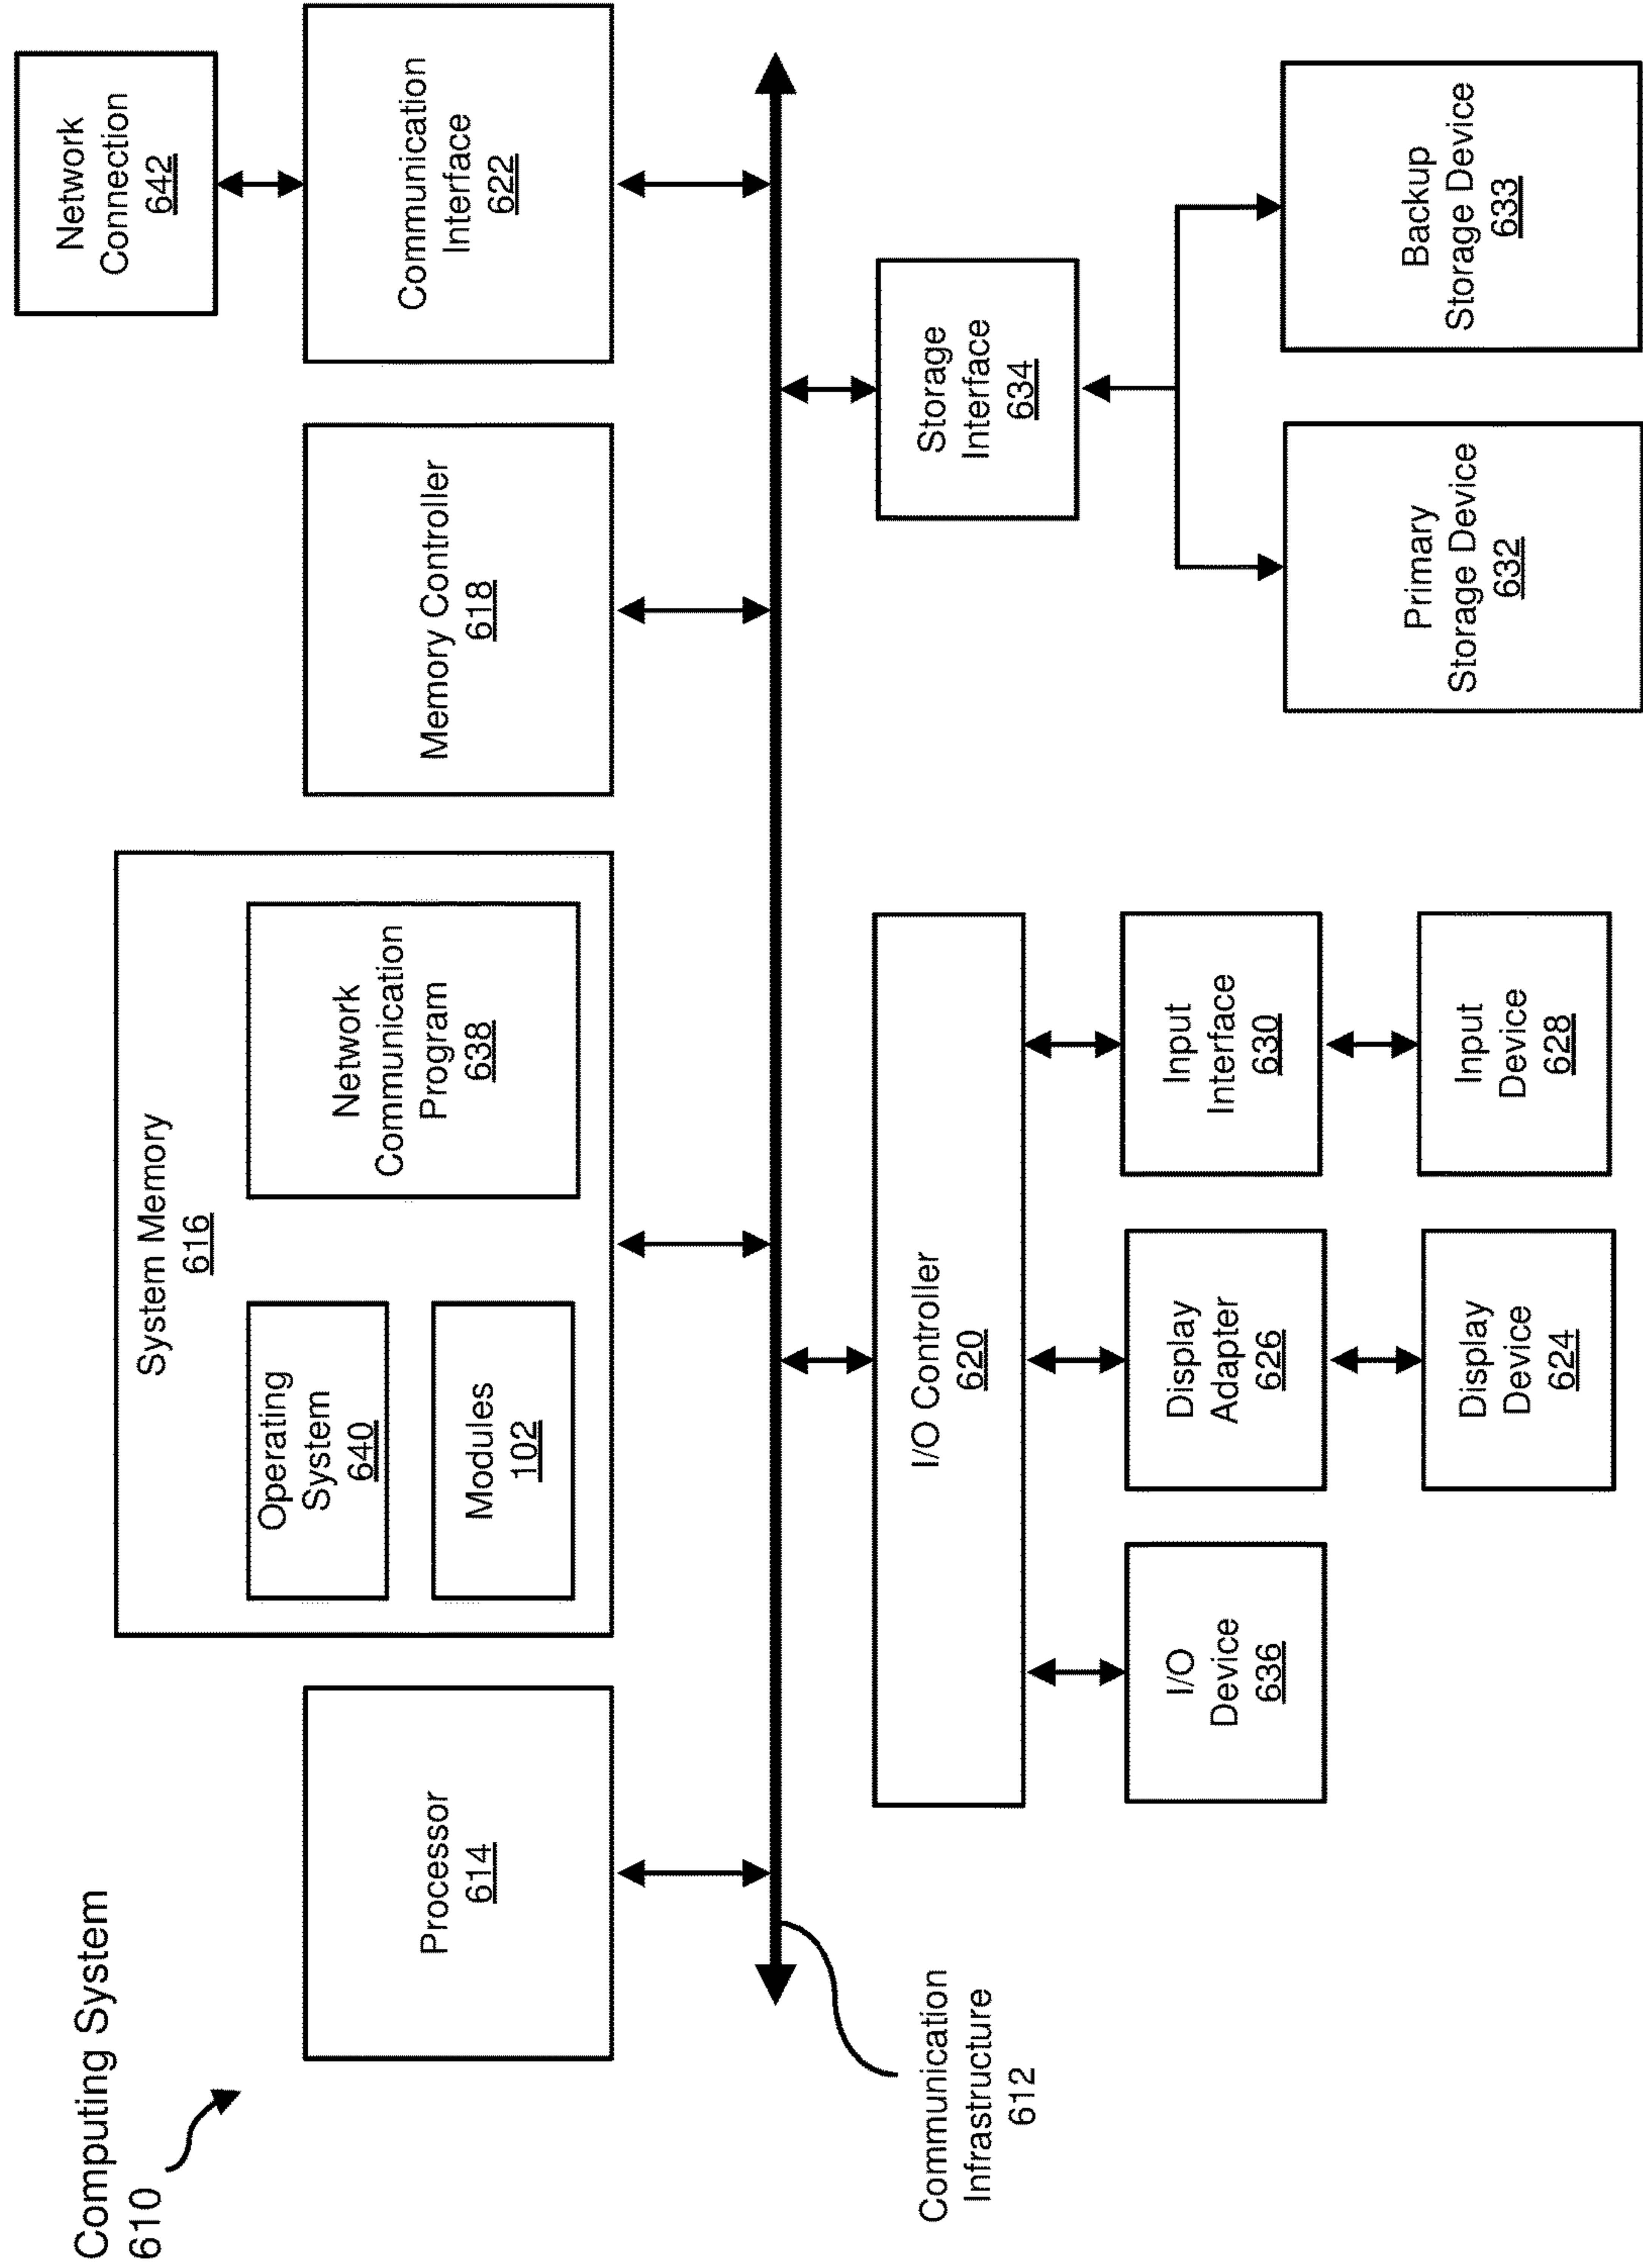 Computing System
610
Processor
614
System Memory
616
Operating
System
640
Modules
102
Network
Communication
Program
638
Memory Controller
618
Network
Connection
642
Communication
Interface
622
Communication
Infrastructure
612
I/O Controller
620
I/O
Device
636
Display
Adapter
626
Display
Device
624
Input
Interface
630
Input
Device
628
Storage
Interface
634
Primary
Storage Device
632
Backup
Storage Device
633